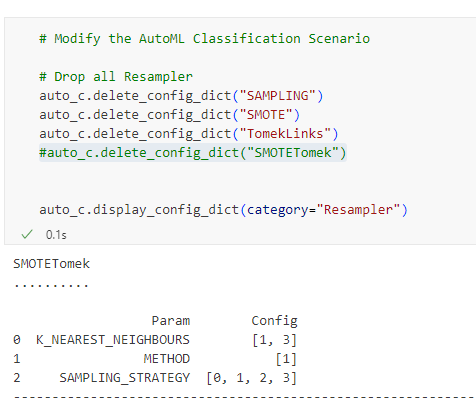 # Modify the AutoML Classification Scenario
# Drop all Resampler
auto_c.delete_config_dict("SAMPLING")
auto_c.delete_config_dict("SMOTE")
auto_c.delete_config_dict("TomekLinks")
#auto_c.delete_config_dict("SMOTETomek")
auto_c.display_config_dict(category="Resampler")
0.1s
SMOTETomek
..........
Param Config
0 K_NEAREST_NEIGHBOURS [1, 3]
1 METHOD [1]
2 SAMPLING_STRATEGY [0, 1, 2, 3]
------------------------------------------------------------